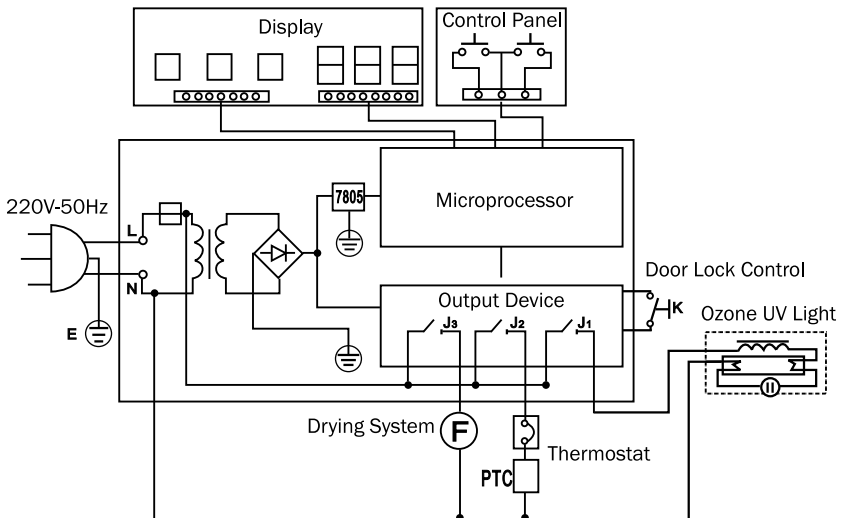 Display
Control Panel
7805
Microprocessor
220V-50Hz
L
N
E
Output Device
J3
J2
J1
Door Lock Control
K
Ozone UV Light
Drying System
F
Thermostat
PTC